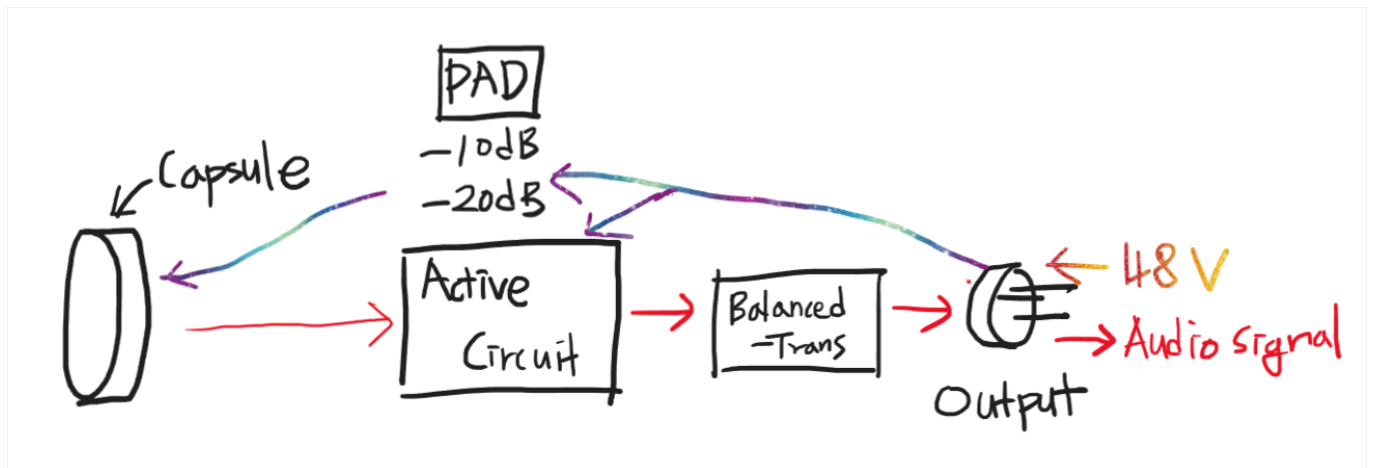 PAD
-10dB
-20dB
Capsule
Active
Circuit
Balanced
-Trans
48V
Audio signal
Output